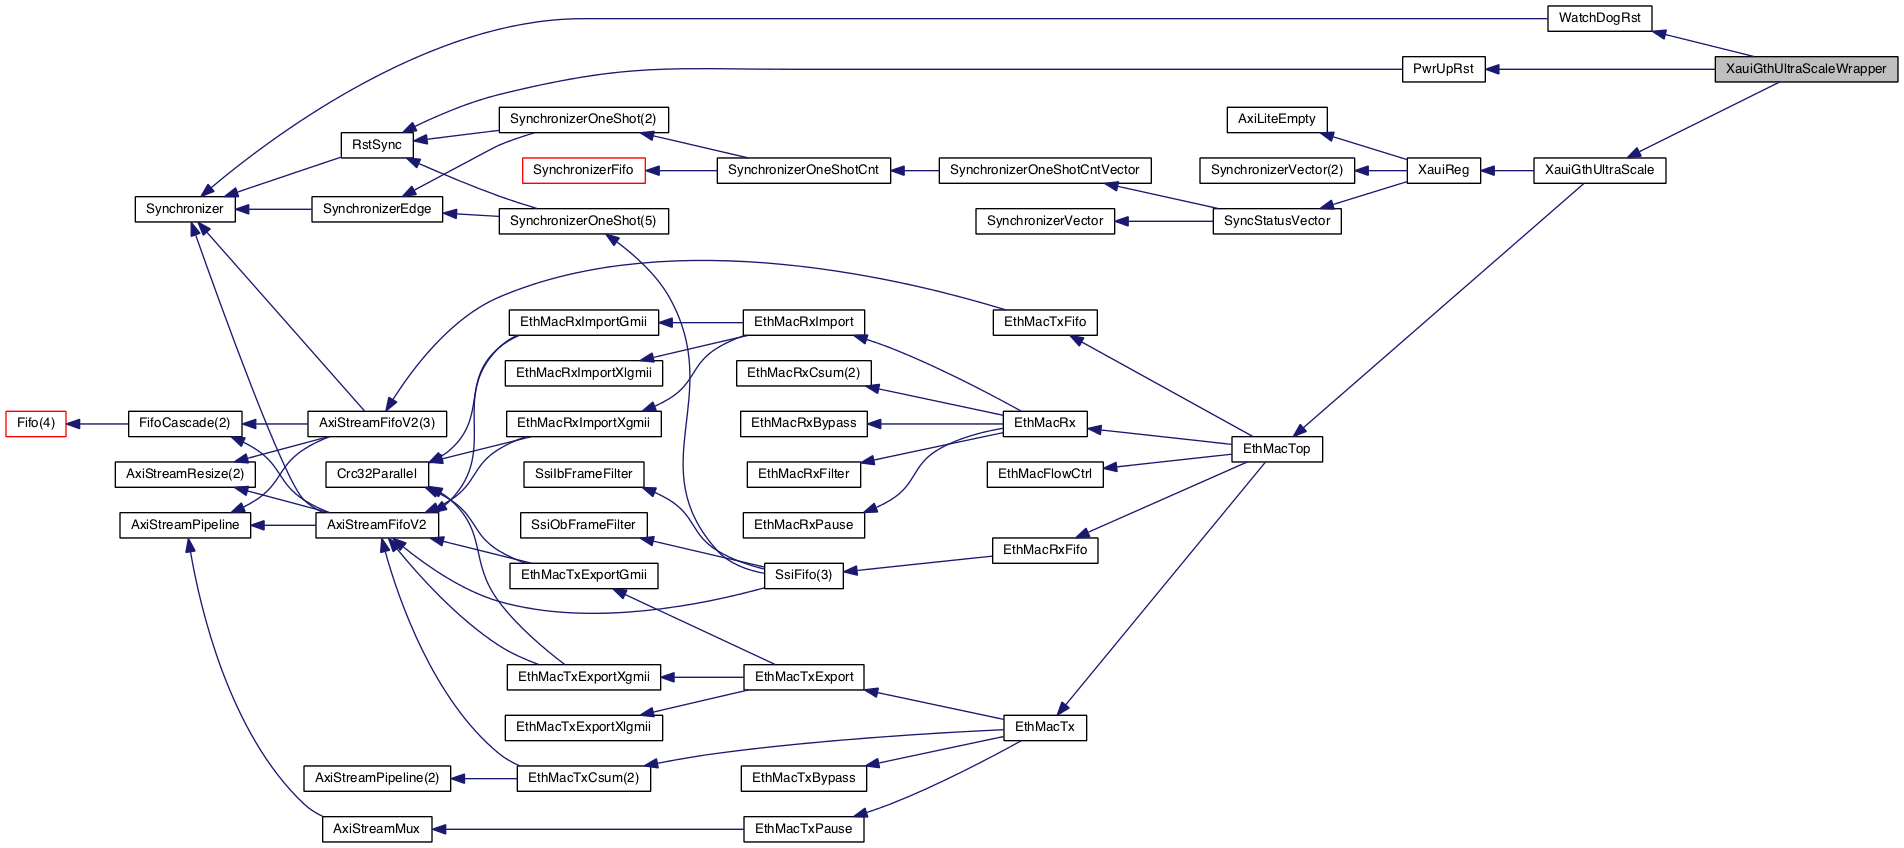 WatchDogRst
PwrUpRst
XauiGthUltraScaleWrapper
SynchronizerOneShot(2)
AxiLiteEmpty
RstSync
SynchronizerFifo
SynchronizerOneShotCnt
SynchronizerOneShotCntVector
SynchronizerVector(2)
XauiReg
XauiGthUltraScale
Synchronizer
SynchronizerEdge
SynchronizerOneShot(5)
SynchronizerVector
SyncStatusVector
EthMacRxImportGmii
EthMacRxImport
EthMacTxFifo
EthMacRxImportXlgmii
EthMacRxCsum(2)
Fifo(4)
FifoCascade(2)
AxiStreamFifoV2(3)
EthMacRxImportXgmii
EthMacRxBypass
EthMacRx
EthMacTop
AxiStreamResize(2)
Crc32Parallel
SsiIbFrameFilter
EthMacRxFilter
EthMacFlowCtrl
AxiStreamPipeline
AxiStreamFifoV2
SsiObFrameFilter
EthMacRxPause
EthMacRxFifo
EthMacTxExportGmii
SsiFifo(3)
EthMacTxExportXgmii
EthMacTxExport
EthMacTxExportXlgmii
EthMacTx
AxiStreamPipeline(2)
EthMacTxCsum(2)
EthMacTxBypass
AxiStreamMux
EthMacTxPause